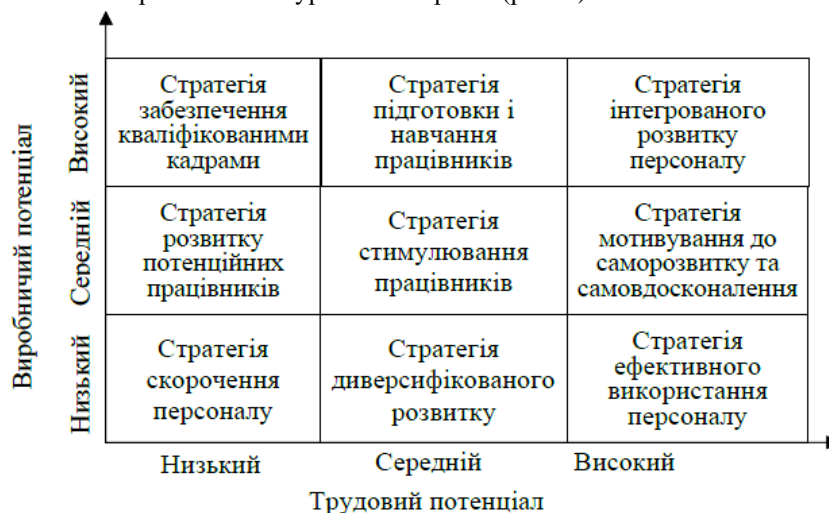 Виробничий потенціал
Високий
Стратегія
забезпечення
кваліфікованими
кадрами
Стратегія
підготовки і
навчання
працівників
Стратегія
інтегрованого
розвитку
персоналу
Середній
Стратегія
розвитку
потенційних
працівників
Стратегія
стимулювання
працівників
Стратегія
мотивування до
саморозвитку та
самовдосконалення
Низький
Стратегія
скорочення
персоналу
Стратегія
диверсифікованого
розвитку
Стратегія
ефективного
використання
персоналу
Низький Середній Високий
Трудовий потенціал